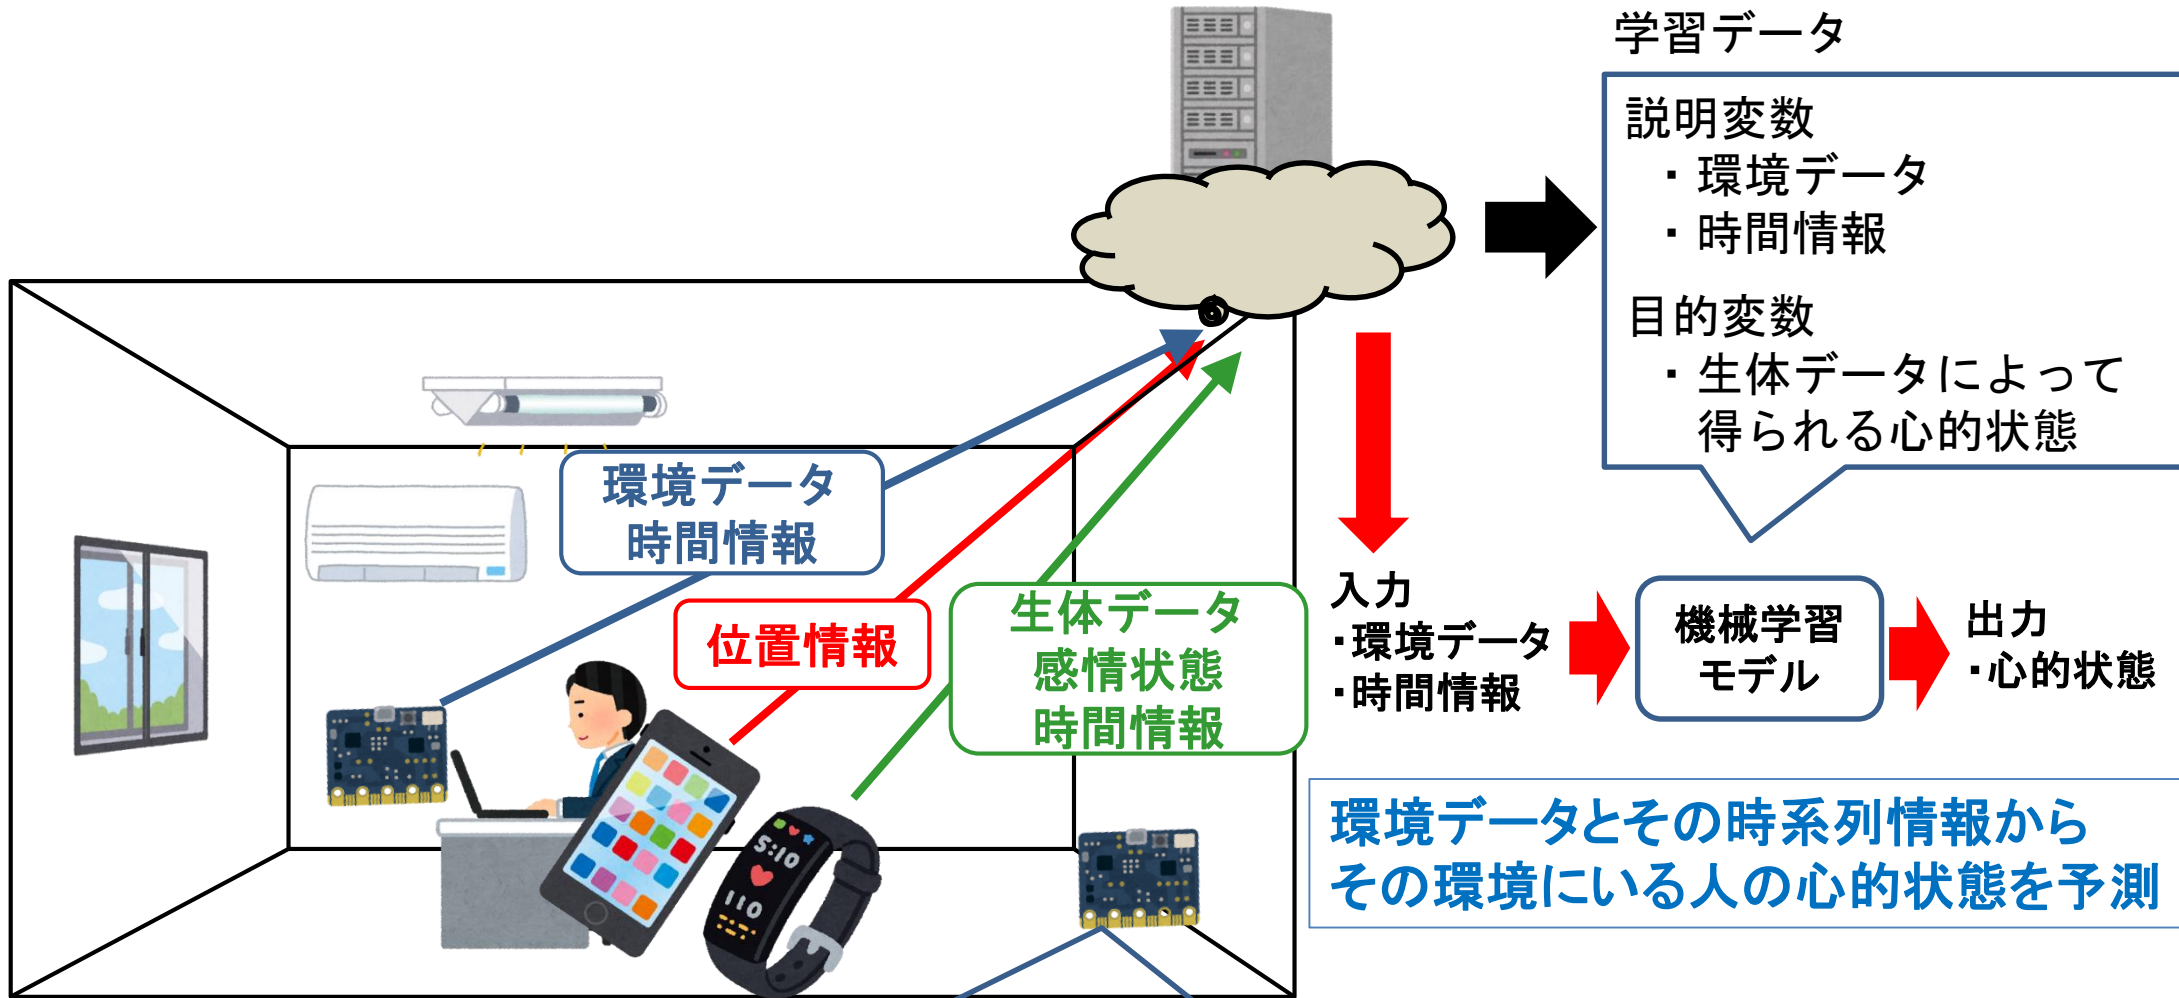 学習データ
説明変数
・環境データ
・時間情報
目的変数
・生体データによって
得られる心的状態
環境データ
時間情報
位置情報
生体データ
感情状態
時間情報
入力
・環境データ
・時間情報
機械学習
モデル
出力
・心的状態
5:10
110
環境データとその時系列情報から
その環境にいる人の心的状態を予測